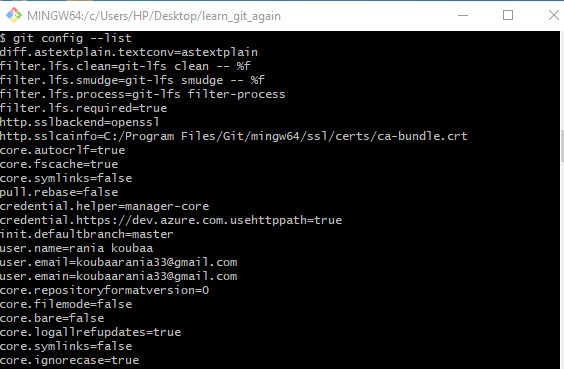 MINGW64:/c/Users/HP/Desktop/learn_git_again
$ git config --list
diff.astextplain.textconv=astextplain
filter.lfs.clean=git-lfs clean -- %f
filter.lfs.smudge=git-lfs smudge -- %f
filter.lfs.process=git-lfs filter-process
filter.lfs.required=true
http.sslbackend=openssl
http.sslcainfo=C:/Program Files/Git/mingw64/ssl/certs/ca-bundle.crt
core.autocrlf=true
core.fscache=true
core.symlinks=false
pull.rebase=false
credential.helper=manager-core
credential.https://dev.azure.com.usehttppath=true
init.defaultbranch=master
user.name=rania koubaa
user.email=koubaarania33@gmail.com
user.emain=koubaarania33@gmail.com
core.repositoryformatversion=0
core.filemode=false
core.bare=false
core.logallrefupdates=true
core.symlinks=false
core.ignorecase=true